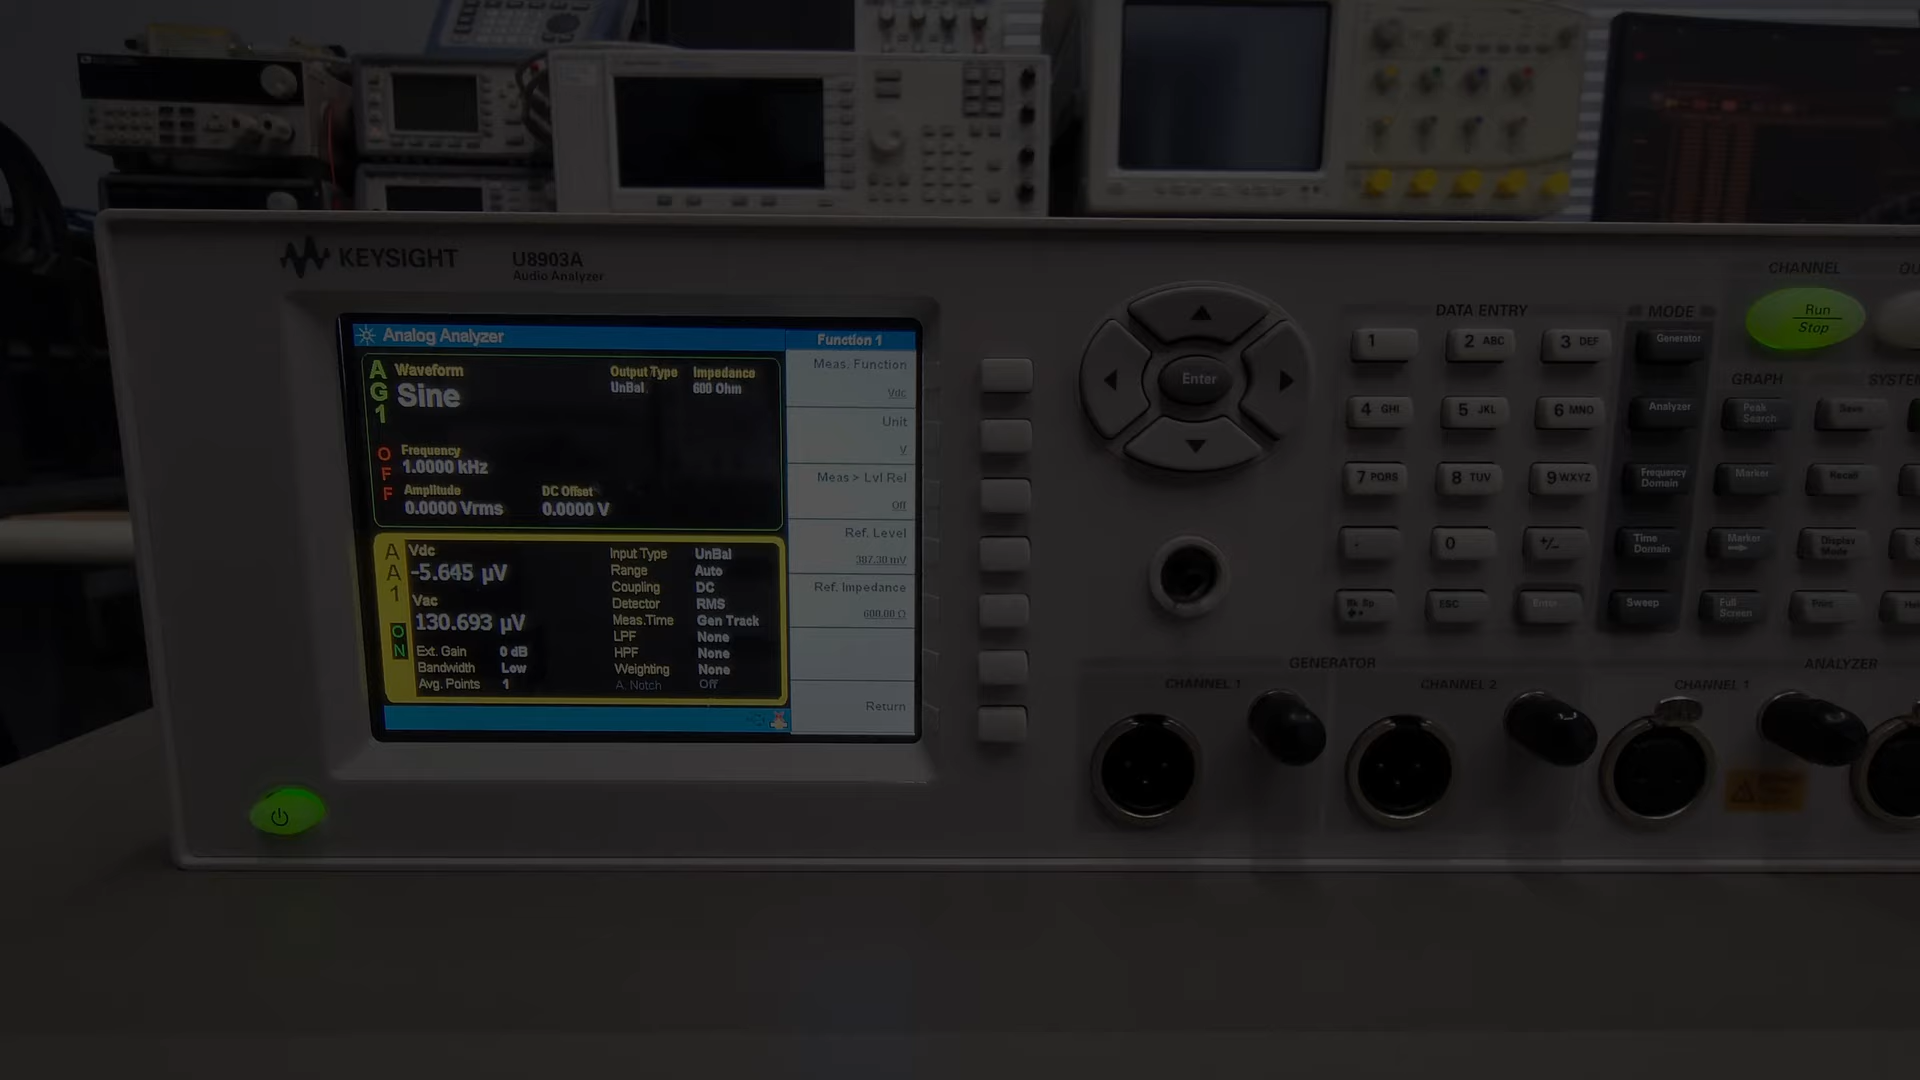 KEYSIGHT U8903A
Audio Analyzer
Analog Analyzer
A G 1
Waveform
Sine
Output Type
UnBal
Impedance
600 Ohm
O F F
Frequency
1.0000 kHz
Amplitude
0.0000 Vrms
DC Offset
0.0000 V
A A 1
O N
Vdc
-5.645 µV
Vac
130.693 µV
Ext. Gain 0 dB
Bandwidth Low
Avg. Points 1
Input Type UnBal
Range Auto
Coupling DC
Detector RMS
Meas.Time Gen Track
LPF None
HPF None
Weighting None
A. Notch Off
Function 1
Meas. Function
Vdc
Unit
V
Meas > Lvl Rel
Off
Ref. Level
387.30 mV
Ref. Impedance
600.00 Ω
Return
Enter
DATA ENTRY
1
2 ABC
3 DEF
4 GHI
5 JKL
6 MNO
7 PQRS
8 TUV
9 WXYZ
.
0
+/-
Bk Sp
ESC
Enter
MODE
Generator
Analyzer
Frequency
Domain
Time
Domain
Sweep
CHANNEL
Run
Stop
GRAPH
Peak
Search
Marker
Marker
Full
Screen
SYSTEM
Save
Recall
Display
Mode
Print
GENERATOR
CHANNEL 1
CHANNEL 2
ANALYZER
CHANNEL 1